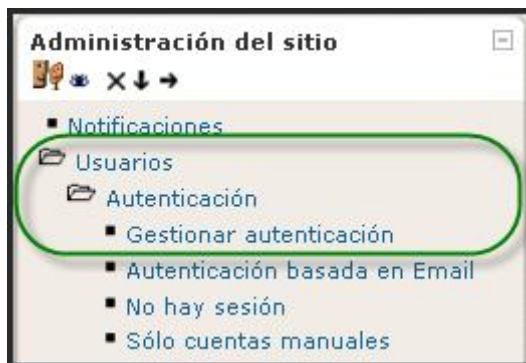 Administración del sitio
Notificaciones
Usuarios
Autenticación
Gestionar autenticación
Autenticación basada en Email
No hay sesión
Sólo cuentas manuales